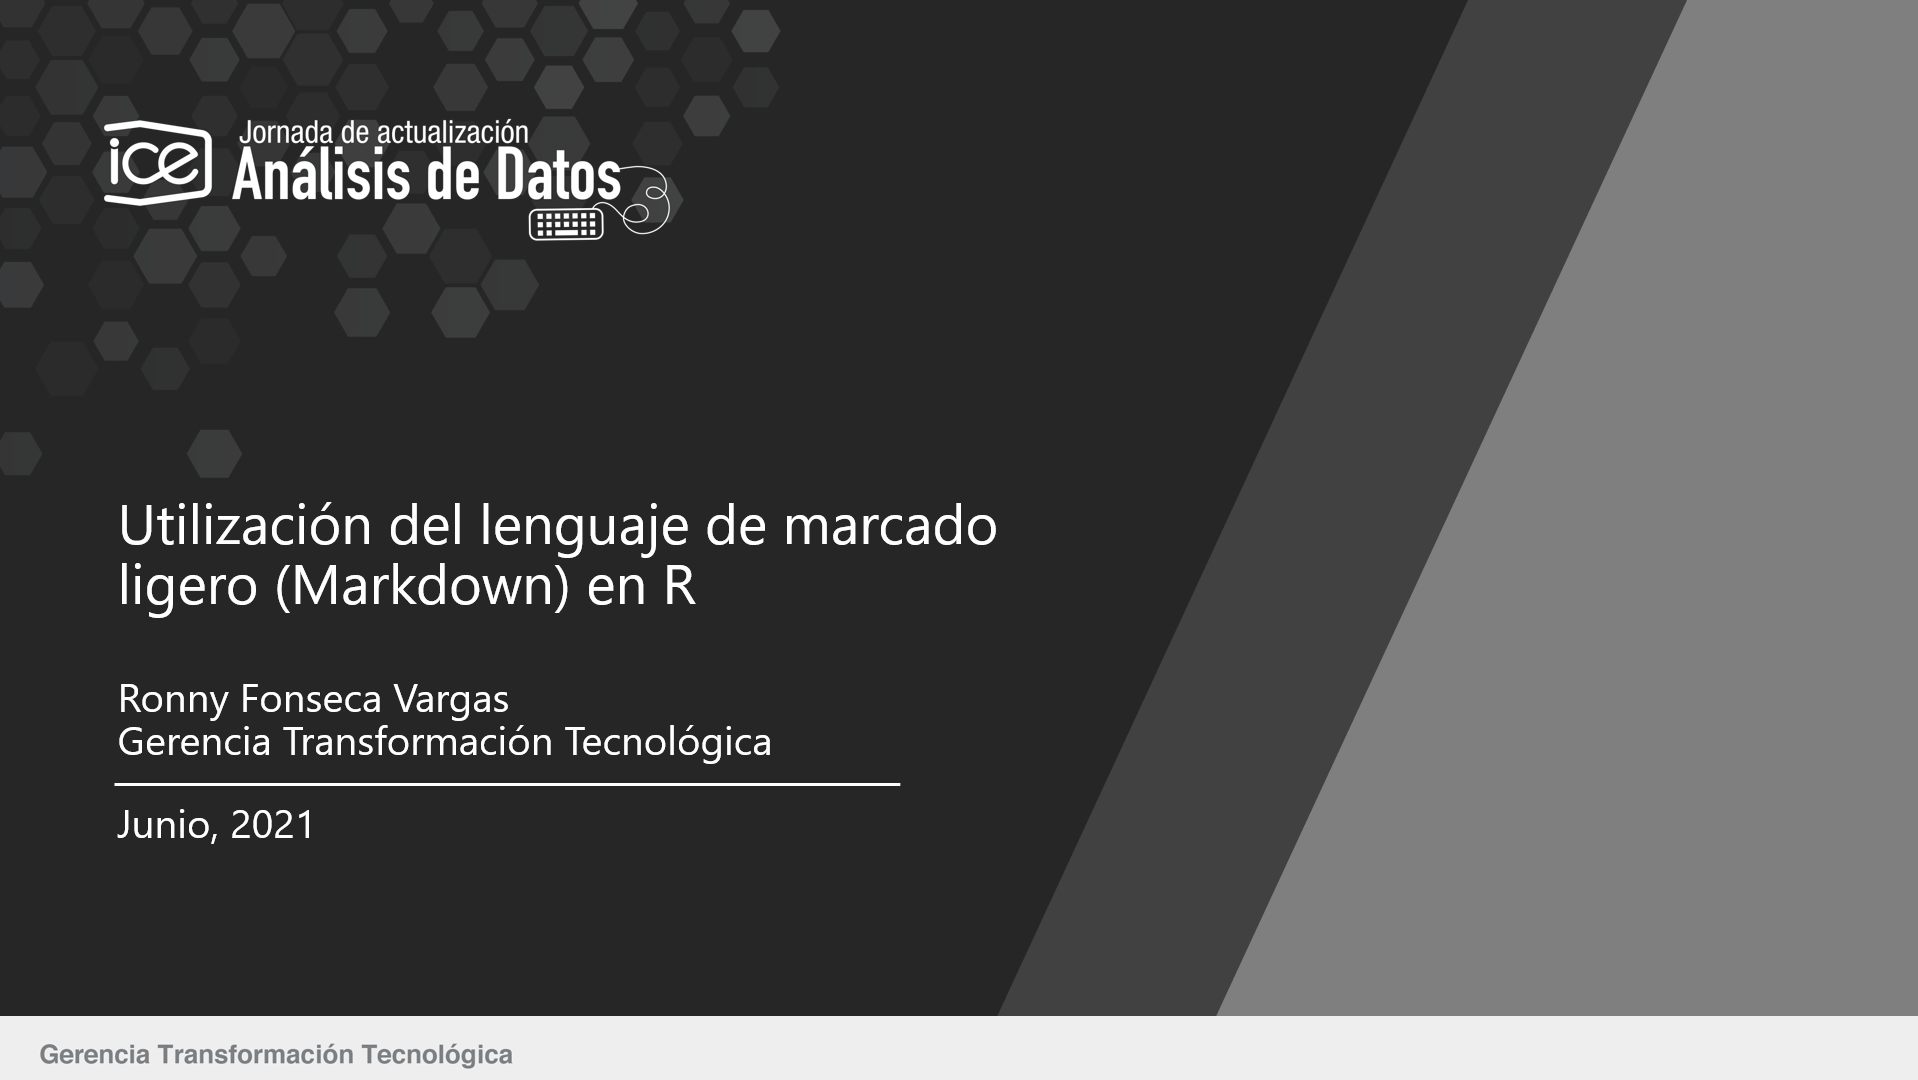 ice
Jornada de actualización
Análisis de Datos
Utilización del lenguaje de marcado
ligero (Markdown) en R
Ronny Fonseca Vargas
Gerencia Transformación Tecnológica
Junio, 2021
Gerencia Transformación Tecnológica